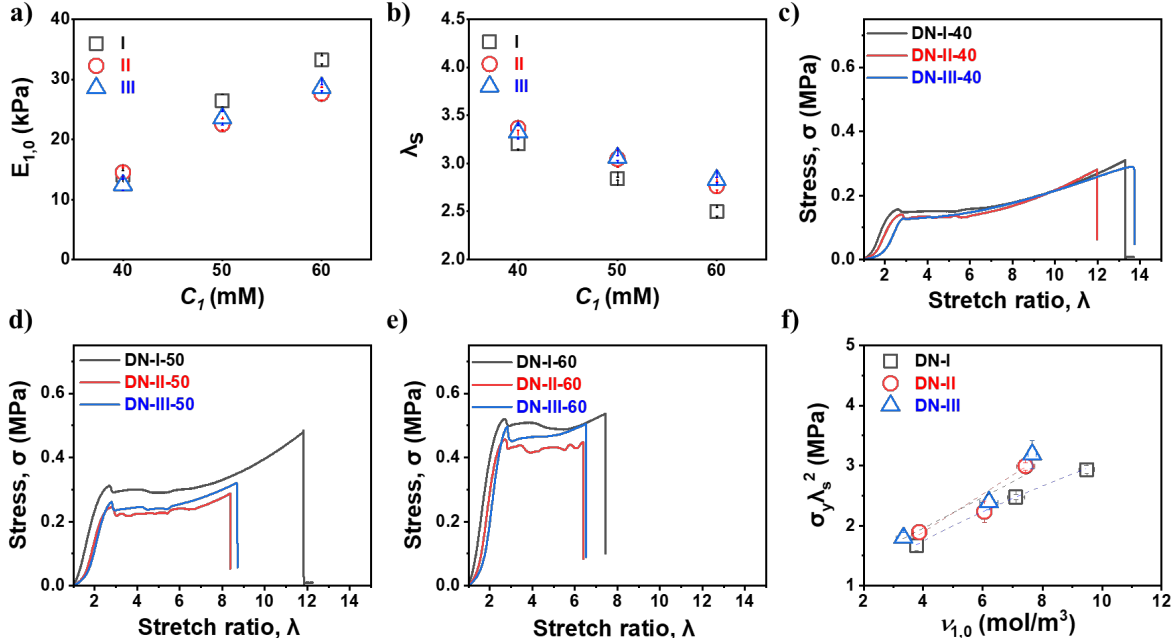 a)
E1,0 (kPa)
40
30
20
10
0
I
II
III
40 50 60
C1 (mM)
b)
λs
4.5
4.0
3.5
3.0
2.5
2.0
I
II
III
40 50 60
C1 (mM)
c)
Stress, σ (MPa)
0.6
0.4
0.2
0.0
DN-I-40
DN-II-40
DN-III-40
2 4 6 8 10 12 14
Stretch ratio, λ
d)
Stress, σ (MPa)
0.6
0.4
0.2
0.0
DN-I-50
DN-II-50
DN-III-50
2 4 6 8 10 12 14
Stretch ratio, λ
e)
Stress, σ (MPa)
0.6
0.4
0.2
0.0
DN-I-60
DN-II-60
DN-III-60
2 4 6 8 10 12 14
Stretch ratio, λ
f)
σyλs² (MPa)
5
4
3
2
1
DN-I
DN-II
DN-III
2 4 6 8 10 12
ν1,0 (mol/m³)